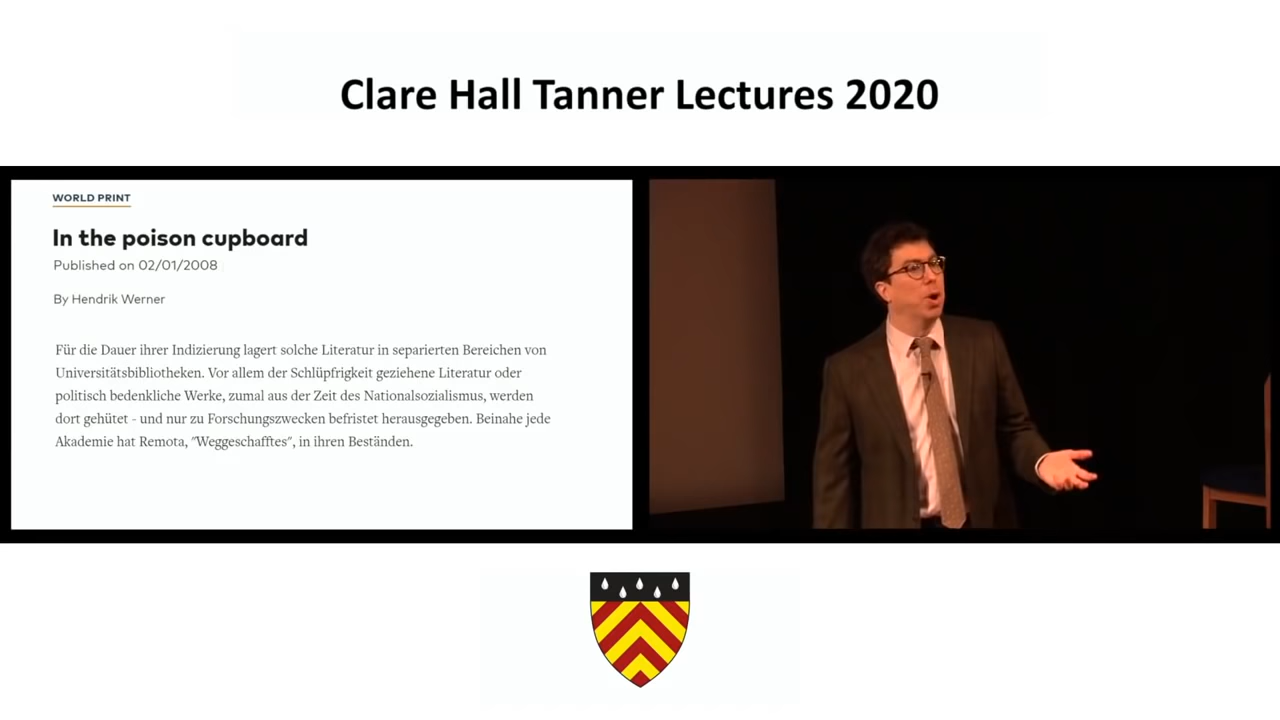 Clare Hall Tanner Lectures 2020
WORLD PRINT
In the poison cupboard
Published on 02/01/2008
By Hendrik Werner
Für die Dauer ihrer Indizierung lagert solche Literatur in separierten Bereichen von
Universitätsbibliotheken. Vor allem der Schlüpfrigkeit geziehene Literatur oder
politisch bedenkliche Werke, zumal aus der Zeit des Nationalsozialismus, werden
dort gehütet - und nur zu Forschungszwecken befristet herausgegeben. Beinahe jede
Akademie hat Remota, "Weggeschafftes", in ihren Beständen.